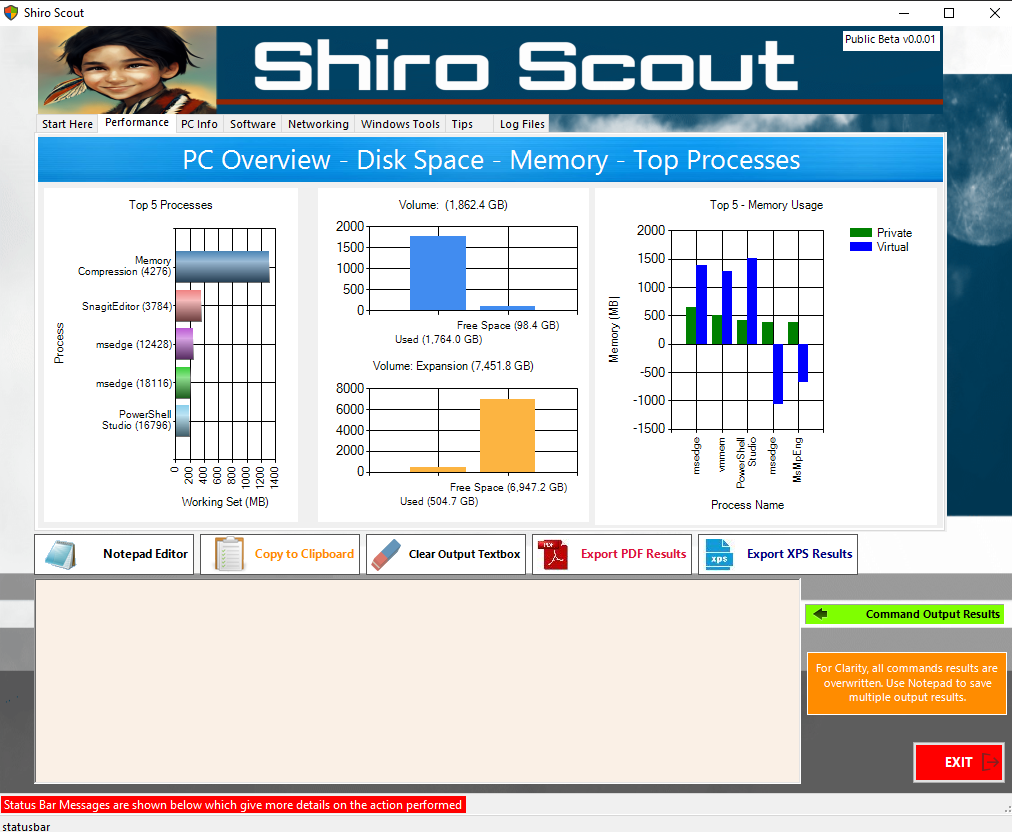 Shiro Scout
Shiro Scout
Public Beta v0.0.01
Start Here Performance PC Info Software Networking Windows Tools Tips Log Files
PC Overview - Disk Space - Memory - Top Processes
Top 5 Processes
Process
Memory
Compression (4276)
SnagitEditor (3784)
msedge (12428)
msedge (18116)
PowerShell
Studio (16796)
0 200 400 600 800 1000 1200 1400
Working Set (MB)
Volume: (1,862.4 GB)
2000
1500
1000
500
0
Free Space (98.4 GB)
Used (1,764.0 GB)
Volume: Expansion (7,451.8 GB)
8000
6000
4000
2000
0
Free Space (6,947.2 GB)
Used (504.7 GB)
Top 5 - Memory Usage
Private
Virtual
Memory (MB)
2000
1500
1000
500
0
-500
-1000
-1500
msedge
vmmem
PowerShell
Studio
msedge
MsMpEng
Process Name
Notepad Editor
Copy to Clipboard
Clear Output Textbox
PDF
Export PDF Results
xps
Export XPS Results
Command Output Results
For Clarity, all commands results are
overwritten. Use Notepad to save
multiple output results.
EXIT
Status Bar Messages are shown below which give more details on the action performed
statusbar